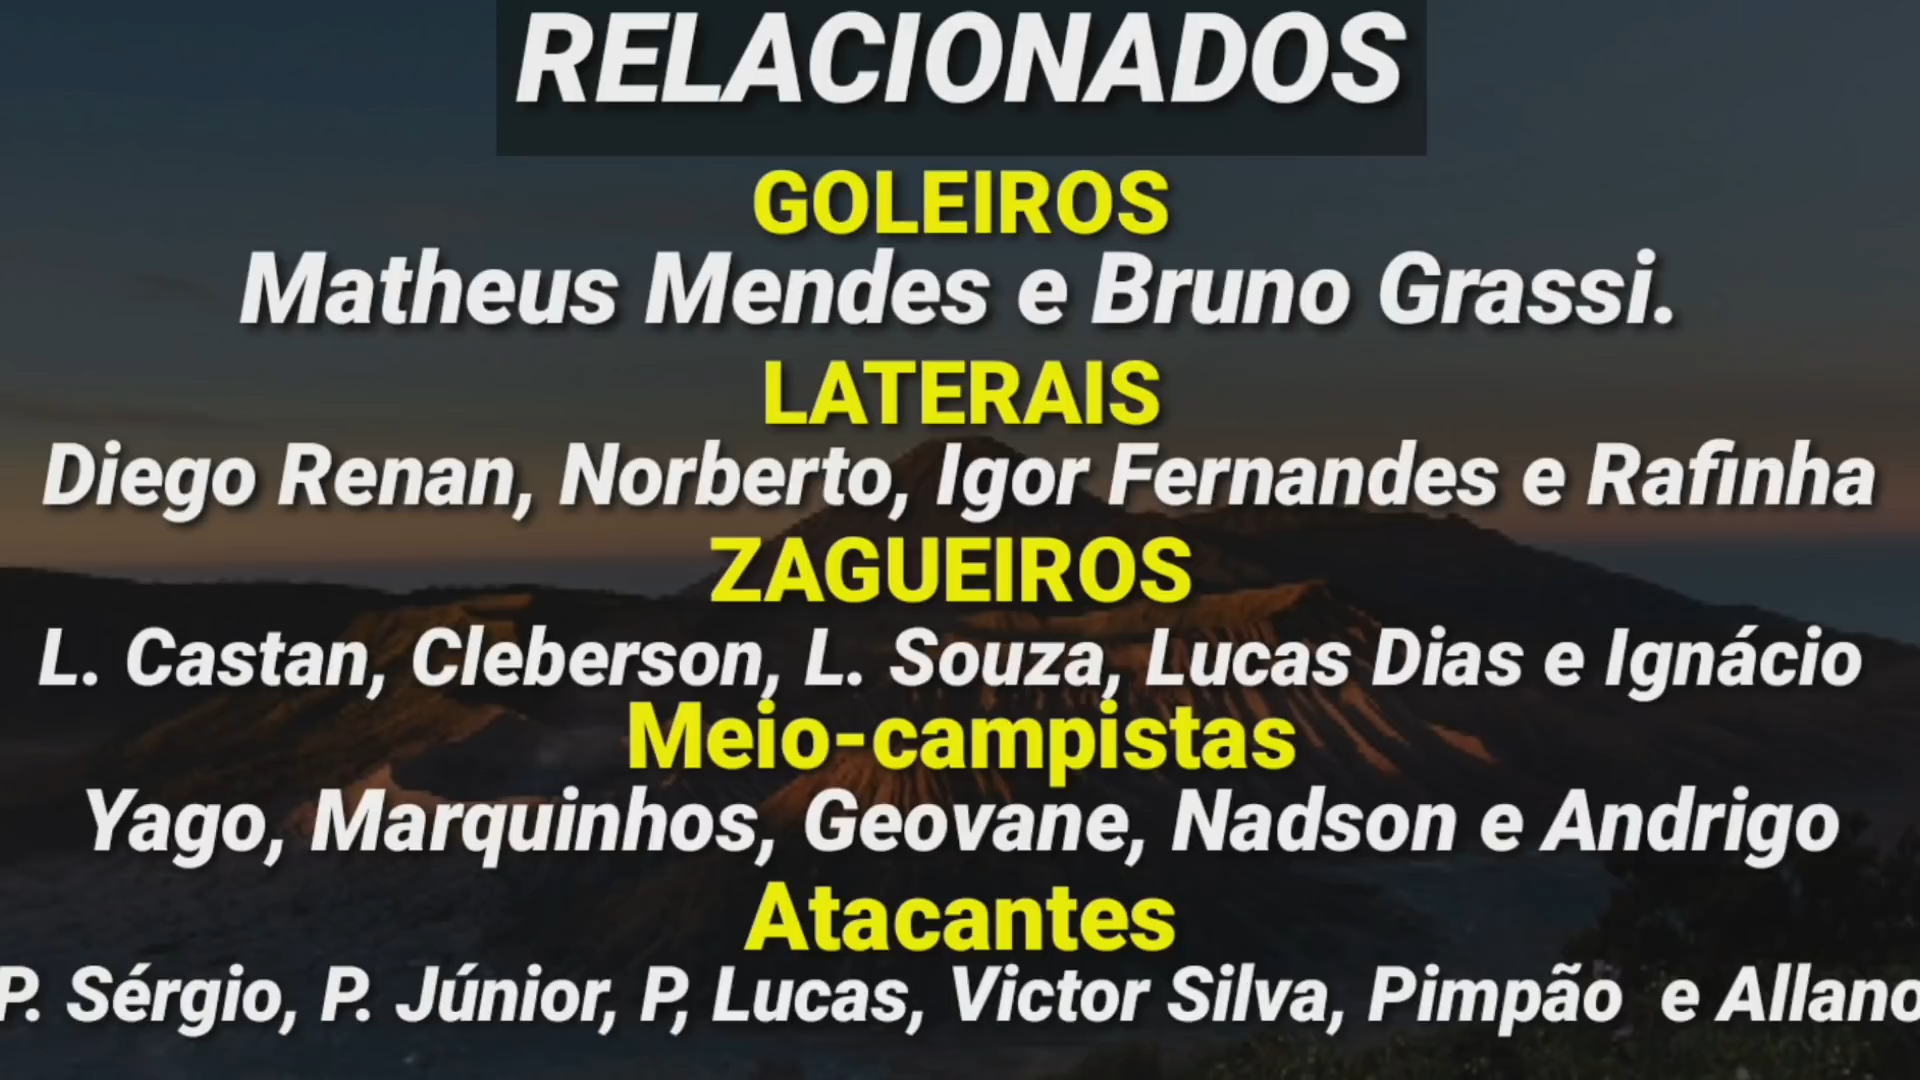 RELACIONADOS
GOLEIROS
Matheus Mendes e Bruno Grassi.
LATERAIS
Diego Renan, Norberto, Igor Fernandes e Rafinha
ZAGUEIROS
L. Castan, Cleberson, L. Souza, Lucas Dias e Ignácio
Meio-campistas
Yago, Marquinhos, Geovane, Nadson e Andrigo
Atacantes
P. Sérgio, P. Júnior, P, Lucas, Victor Silva, Pimpão e Allano